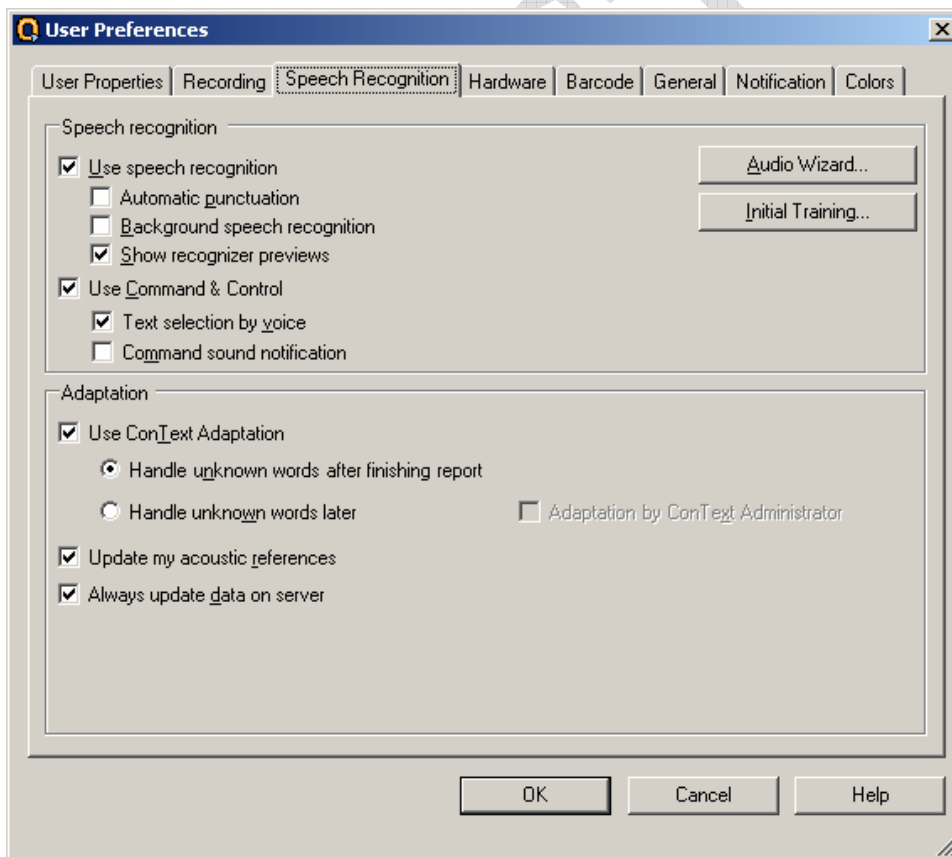 User Preferences
User Properties Recording Speech Recognition Hardware Barcode General Notification Colors
Speech recognition
Use speech recognition
Audio Wizard...
Automatic punctuation
Initial Training...
Background speech recognition
Show recognizer previews
Use Command & Control
Text selection by voice
Command sound notification
Adaptation
Use ConText Adaptation
Handle unknown words after finishing report
Handle unknown words later Adaptation by ConText Administrator
Update my acoustic references
Always update data on server
OK Cancel Help